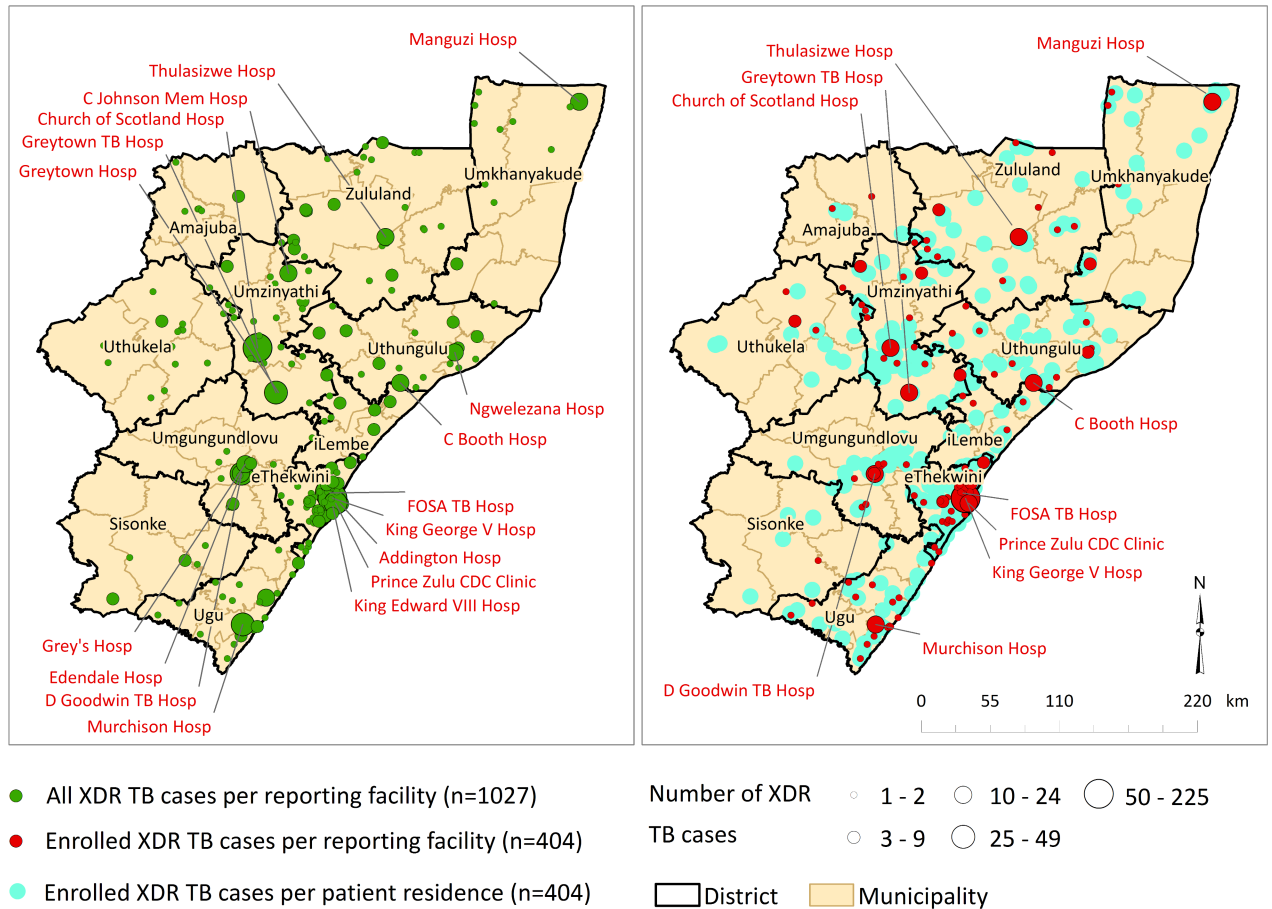 Manguzi Hosp
Thulasizwe Hosp
C Johnson Mem Hosp
Church of Scotland Hosp
Greytown TB Hosp
Greytown Hosp
Zululand
Umkhanyakude
Amajuba
Umzinyathi
Uthukela
Uthungulu
Ngwelezana Hosp
C Booth Hosp
Umgungundlovu
iLembe
eThekwini
FOSA TB Hosp
King George V Hosp
Addington Hosp
Prince Zulu CDC Clinic
King Edward VIII Hosp
Sisonke
Ugu
Grey's Hosp
Edendale Hosp
D Goodwin TB Hosp
Murchison Hosp
Manguzi Hosp
Thulasizwe Hosp
Greytown TB Hosp
Church of Scotland Hosp
Zululand
Umkhanyakude
Amajuba
Umzinyathi
Uthukela
Uthungulu
C Booth Hosp
Umgungundlovu
iLembe
eThekwini
FOSA TB Hosp
Prince Zulu CDC Clinic
King George V Hosp
Sisonke
Ugu
Murchison Hosp
D Goodwin TB Hosp
N
0 55 110 220 km
All XDR TB cases per reporting facility (n=1027)
Enrolled XDR TB cases per reporting facility (n=404)
Enrolled XDR TB cases per patient residence (n=404)
Number of XDR
TB cases
1 - 2 10 - 24 50 - 225
3 - 9 25 - 49
District Municipality